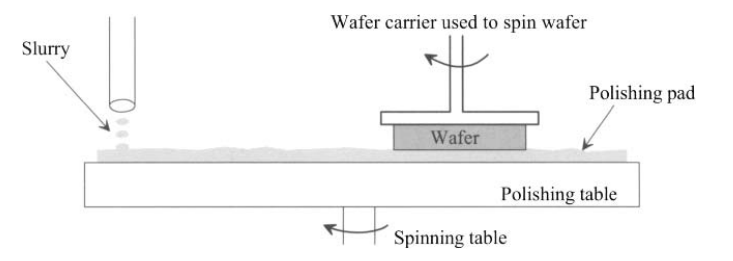 Wafer carrier used to spin wafer
Slurry
Polishing pad
Wafer
Polishing table
Spinning table